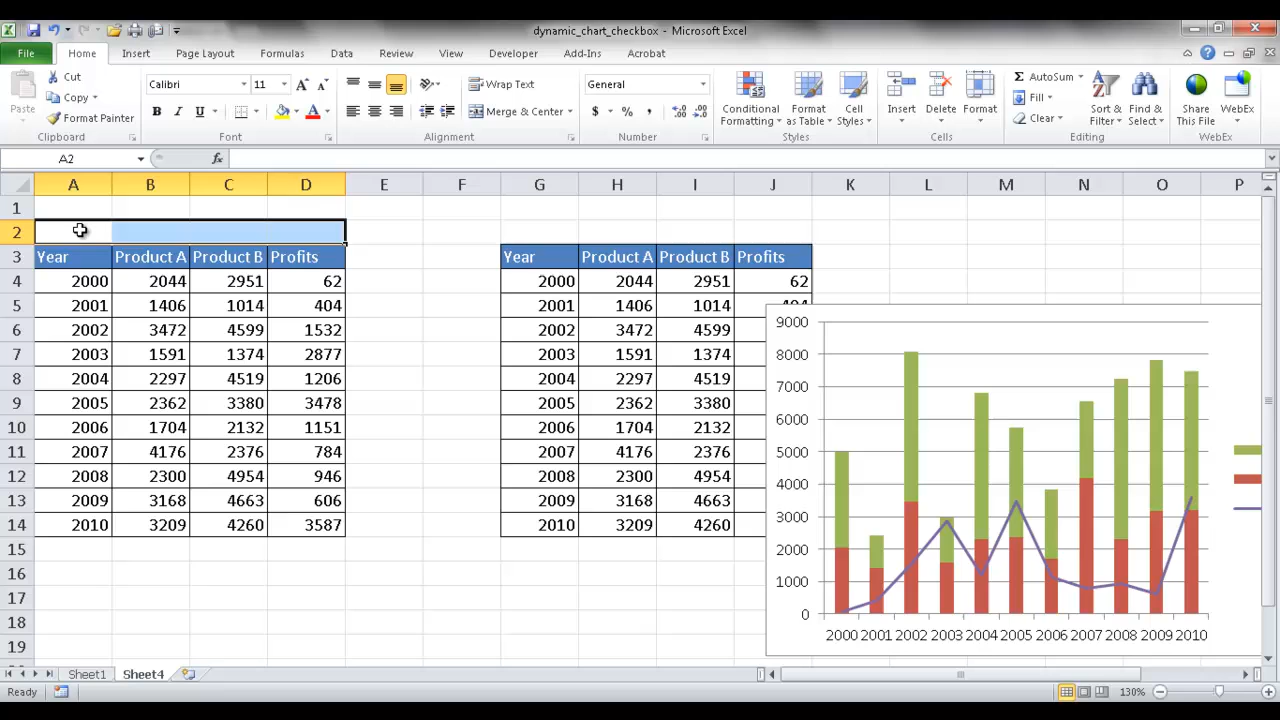 dynamic_chart_checkbox - Microsoft Excel
File Home Insert Page Layout Formulas Data Review View Developer Add-Ins Acrobat
Paste
Cut
Copy
Format Painter
Clipboard
Calibri 11
B I U
Font
Wrap Text
Merge & Center
Alignment
General
$ % ,
Number
Conditional Formatting
Format as Table
Cell Styles
Styles
Insert
Delete
Format
Cells
Σ AutoSum
Fill
Clear
Sort & Filter
Find & Select
Editing
Share This File
WebEx
WebEx
A2 fx
A B C D E F G H I J K L M N O P
1
2
3 Year Product A Product B Profits Year Product A Product B Profits
4 2000 2044 2951 62 2000 2044 2951 62
5 2001 1406 1014 404 2001 1406 1014
6 2002 3472 4599 1532 2002 3472 4599
7 2003 1591 1374 2877 2003 1591 1374
8 2004 2297 4519 1206 2004 2297 4519
9 2005 2362 3380 3478 2005 2362 3380
10 2006 1704 2132 1151 2006 1704 2132
11 2007 4176 2376 784 2007 4176 2376
12 2008 2300 4954 946 2008 2300 4954
13 2009 3168 4663 606 2009 3168 4663
14 2010 3209 4260 3587 2010 3209 4260
15
16
17
18
19
9000
8000
7000
6000
5000
4000
3000
2000
1000
0
2000 2001 2002 2003 2004 2005 2006 2007 2008 2009 2010
Sheet1 Sheet4
Ready 130%